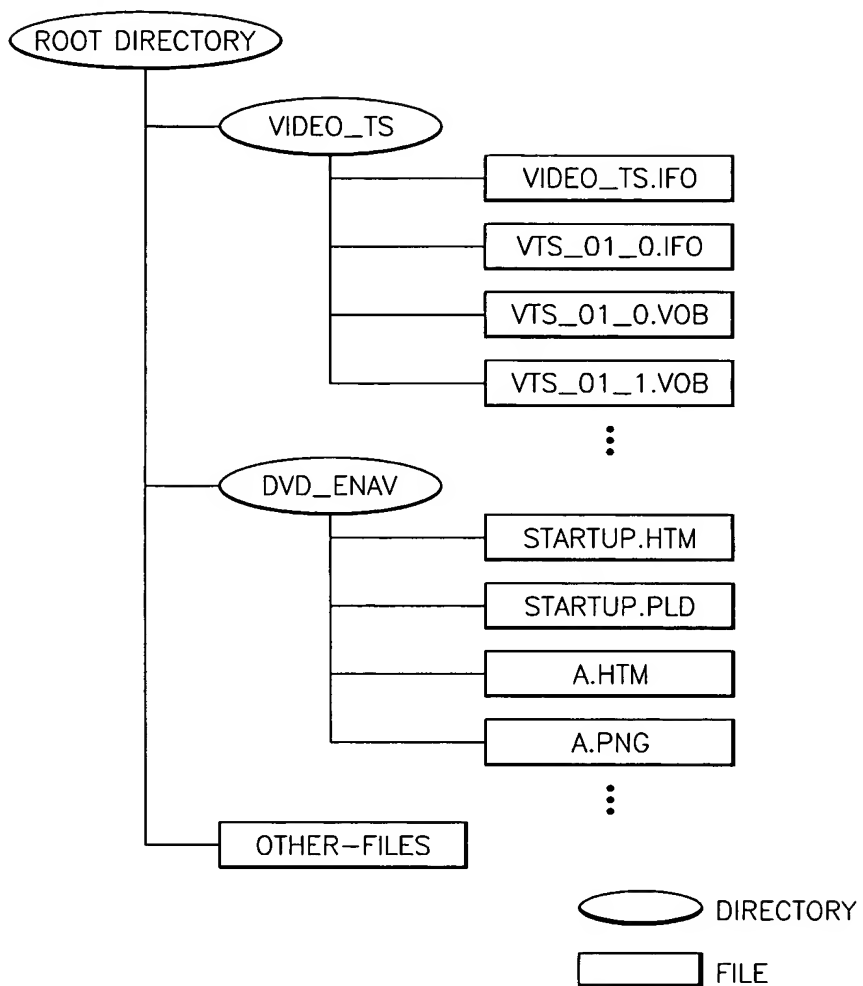 ROOT DIRECTORY
VIDEO_TS
VIDEO_TS.IFO
VTS_01_0.IFO
VTS_01_0.VOB
VTS_01_1.VOB
DVD_ENAV
STARTUP.HTM
STARTUP.PLD
A.HTM
A.PNG
OTHER-FILES
DIRECTORY
FILE